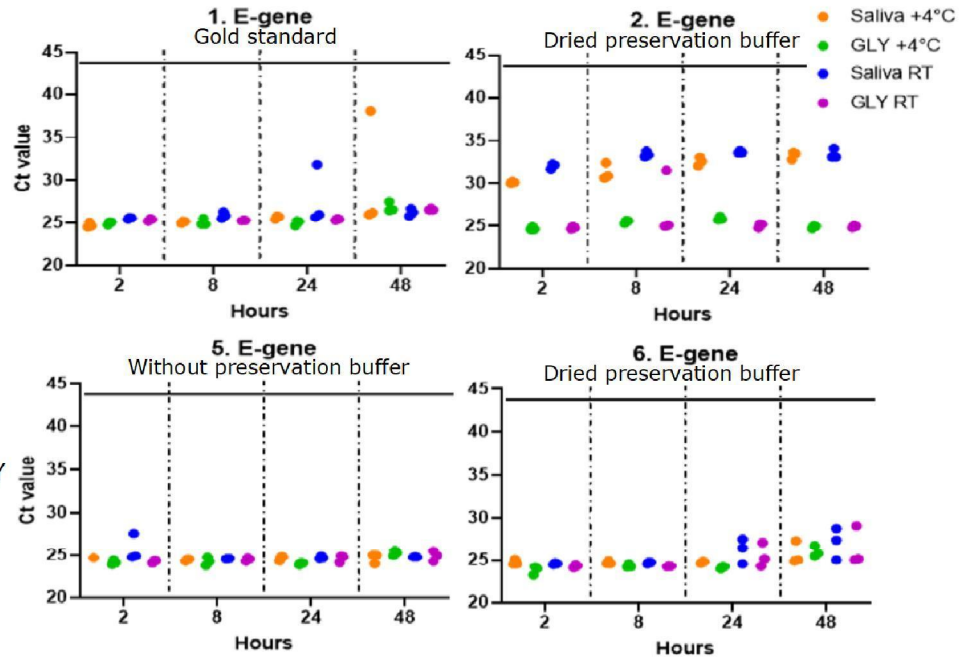 1. E-gene
Gold standard
45
40
35
30
25
20
Ct value
2 8 24 48
Hours
2. E-gene
Dried preservation buffer
45
40
35
30
25
20
2 8 24 48
Hours
Saliva +4°C
GLY +4°C
Saliva RT
GLY RT
5. E-gene
Without preservation buffer
45
40
35
30
25
20
Ct value
2 8 24 48
Hours
6. E-gene
Dried preservation buffer
45
40
35
30
25
20
2 8 24 48
Hours